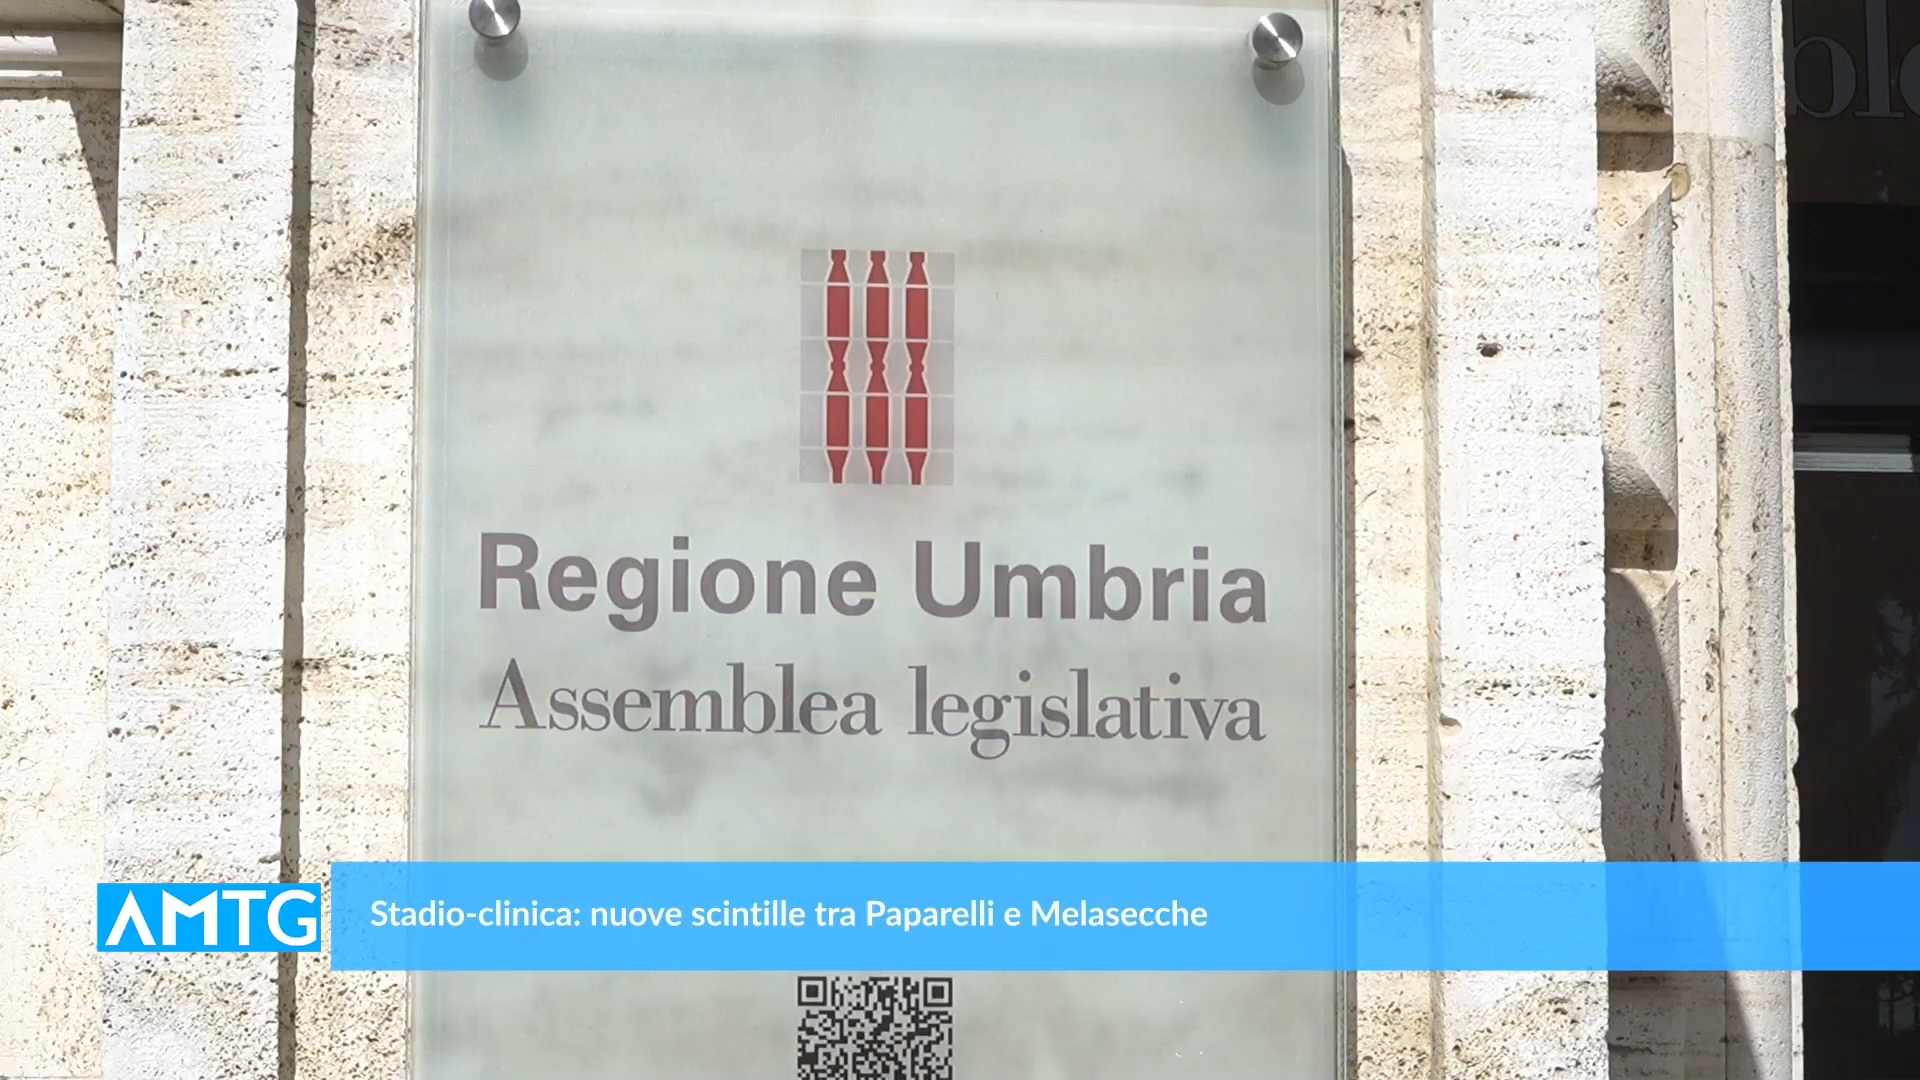 Regione Umbria
Assemblea legislativa
AMTG
Stadio-clinica: nuove scintille tra Paparelli e Melasecche